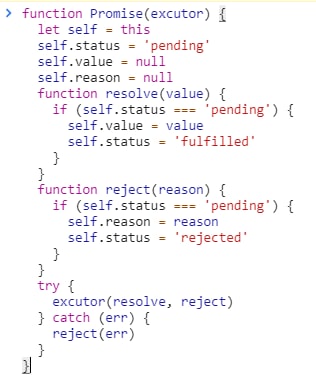 > function Promise(excutor) {
let self = this
self.status = 'pending'
self.value = null
self.reason = null
function resolve(value) {
if (self.status === 'pending') {
self.value = value
self.status = 'fulfilled'
}
}
function reject(reason) {
if (self.status === 'pending') {
self.reason = reason
self.status = 'rejected'
}
}
try {
excutor(resolve, reject)
} catch (err) {
reject(err)
}
}